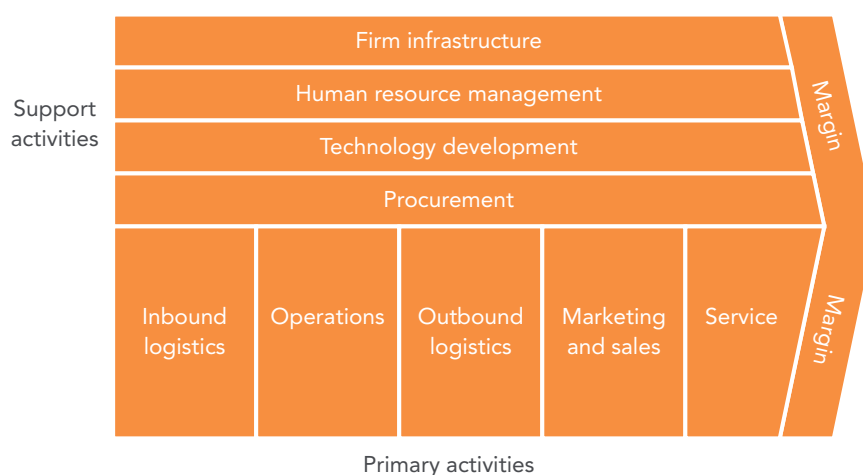 Firm infrastructure
Human resource management
Support
activities
Technology development
Procurement
Margin
Inbound
logistics
Operations
Outbound
logistics
Marketing
and sales
Service
Margin
Primary activities